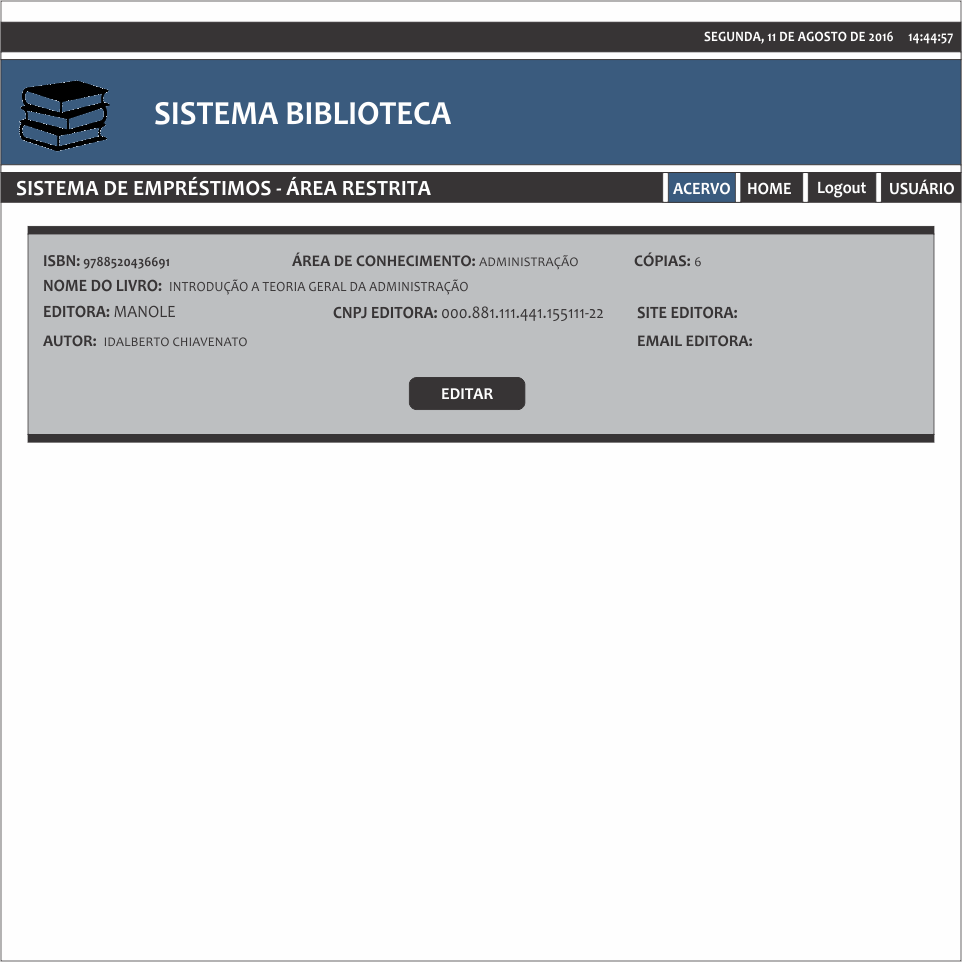 SEGUNDA, 11 DE AGOSTO DE 2016 14:44:57
SISTEMA BIBLIOTECA
SISTEMA DE EMPRÉSTIMOS - ÁREA RESTRITA ACERVO HOME Logout USUÁRIO
ISBN: 9788520436691 ÁREA DE CONHECIMENTO: ADMINISTRAÇÃO CÓPIAS: 6
NOME DO LIVRO: INTRODUÇÃO A TEORIA GERAL DA ADMINISTRAÇÃO
EDITORA: MANOLE CNPJ EDITORA: 000.881.111.441.155111-22 SITE EDITORA:
AUTOR: IDALBERTO CHIAVENATO EMAIL EDITORA:
EDITAR